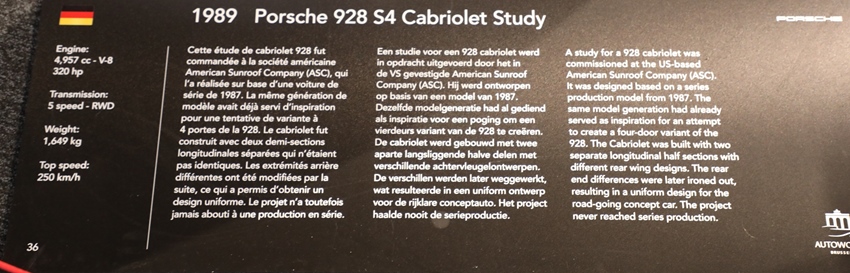 1989 Porsche 928 S4 Cabriolet Study
PORSCHE
Engine:
4,957 cc - V-8
320 hp
Transmission:
5 speed - RWD
Weight:
1,649 kg
Top speed:
250 km/h
Cette étude de cabriolet 928 fut
commandée à la société américaine
American Sunroof Company (ASC), qui
l'a réalisée sur base d'une voiture de
série de 1987. La même génération de
modèle avait déjà servi d'inspiration
pour une tentative de variante à
4 portes de la 928. Le cabriolet fut
construit avec deux demi-sections
longitudinales séparées qui n'étaient
pas identiques. Les extrémités arrière
différentes ont été modifiées par la
suite, ce qui a permis d'obtenir un
design uniforme. Le projet n'a toutefois
jamais abouti à une production en série.
Een studie voor een 928 cabriolet werd
in opdracht uitgevoerd door het in
de VS gevestigde American Sunroof
Company (ASC). Hij werd ontworpen
op basis van een model van 1987.
Dezelfde modelgeneratie had al gediend
als inspiratie voor een poging om een
vierdeurs variant van de 928 te creëren.
De cabriolet werd gebouwd met twee
aparte langsliggende halve delen met
verschillende achtervleugelontwerpen.
De verschillen werden later weggewerkt,
wat resulteerde in een uniform ontwerp
voor de rijklare conceptauto. Het project
haalde nooit de serieproductie.
A study for a 928 cabriolet was
commissioned at the US-based
American Sunroof Company (ASC).
It was designed based on a series
production model from 1987. The
same model generation had already
served as inspiration for an attempt
to create a four-door variant of the
928. The Cabriolet was built with two
separate longitudinal half sections with
different rear wing designs. The rear
end differences were later ironed out,
resulting in a uniform design for the
road-going concept car. The project
never reached series production.
36
AUTOWO
BRUSSE